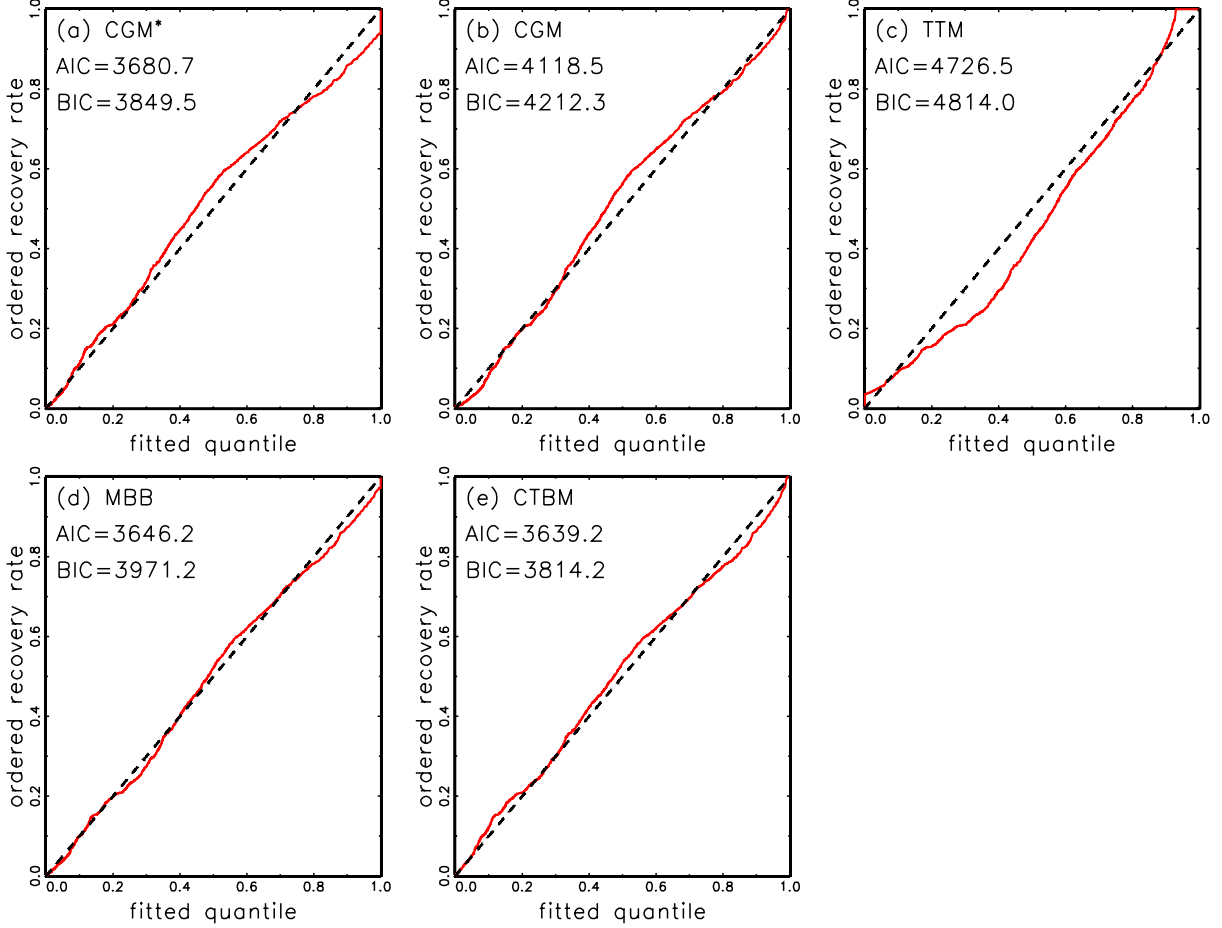 (a) CGM*
AIC=3680.7
BIC=3849.5
ordered recovery rate
0.0 0.2 0.4 0.6 0.8 1.0
0.0 0.2 0.4 0.6 0.8 1.0
fitted quantile
(b) CGM
AIC=4118.5
BIC=4212.3
ordered recovery rate
0.0 0.2 0.4 0.6 0.8 1.0
0.0 0.2 0.4 0.6 0.8 1.0
fitted quantile
(c) TTM
AIC=4726.5
BIC=4814.0
ordered recovery rate
0.0 0.2 0.4 0.6 0.8 1.0
0.2 0.4 0.6 0.8 1.0
fitted quantile
(d) MBB
AIC=3646.2
BIC=3971.2
ordered recovery rate
0.0 0.2 0.4 0.6 0.8 1.0
0.0 0.2 0.4 0.6 0.8 1.0
fitted quantile
(e) CTBM
AIC=3639.2
BIC=3814.2
ordered recovery rate
0.0 0.2 0.4 0.6 0.8 1.0
0.0 0.2 0.4 0.6 0.8 1.0
fitted quantile